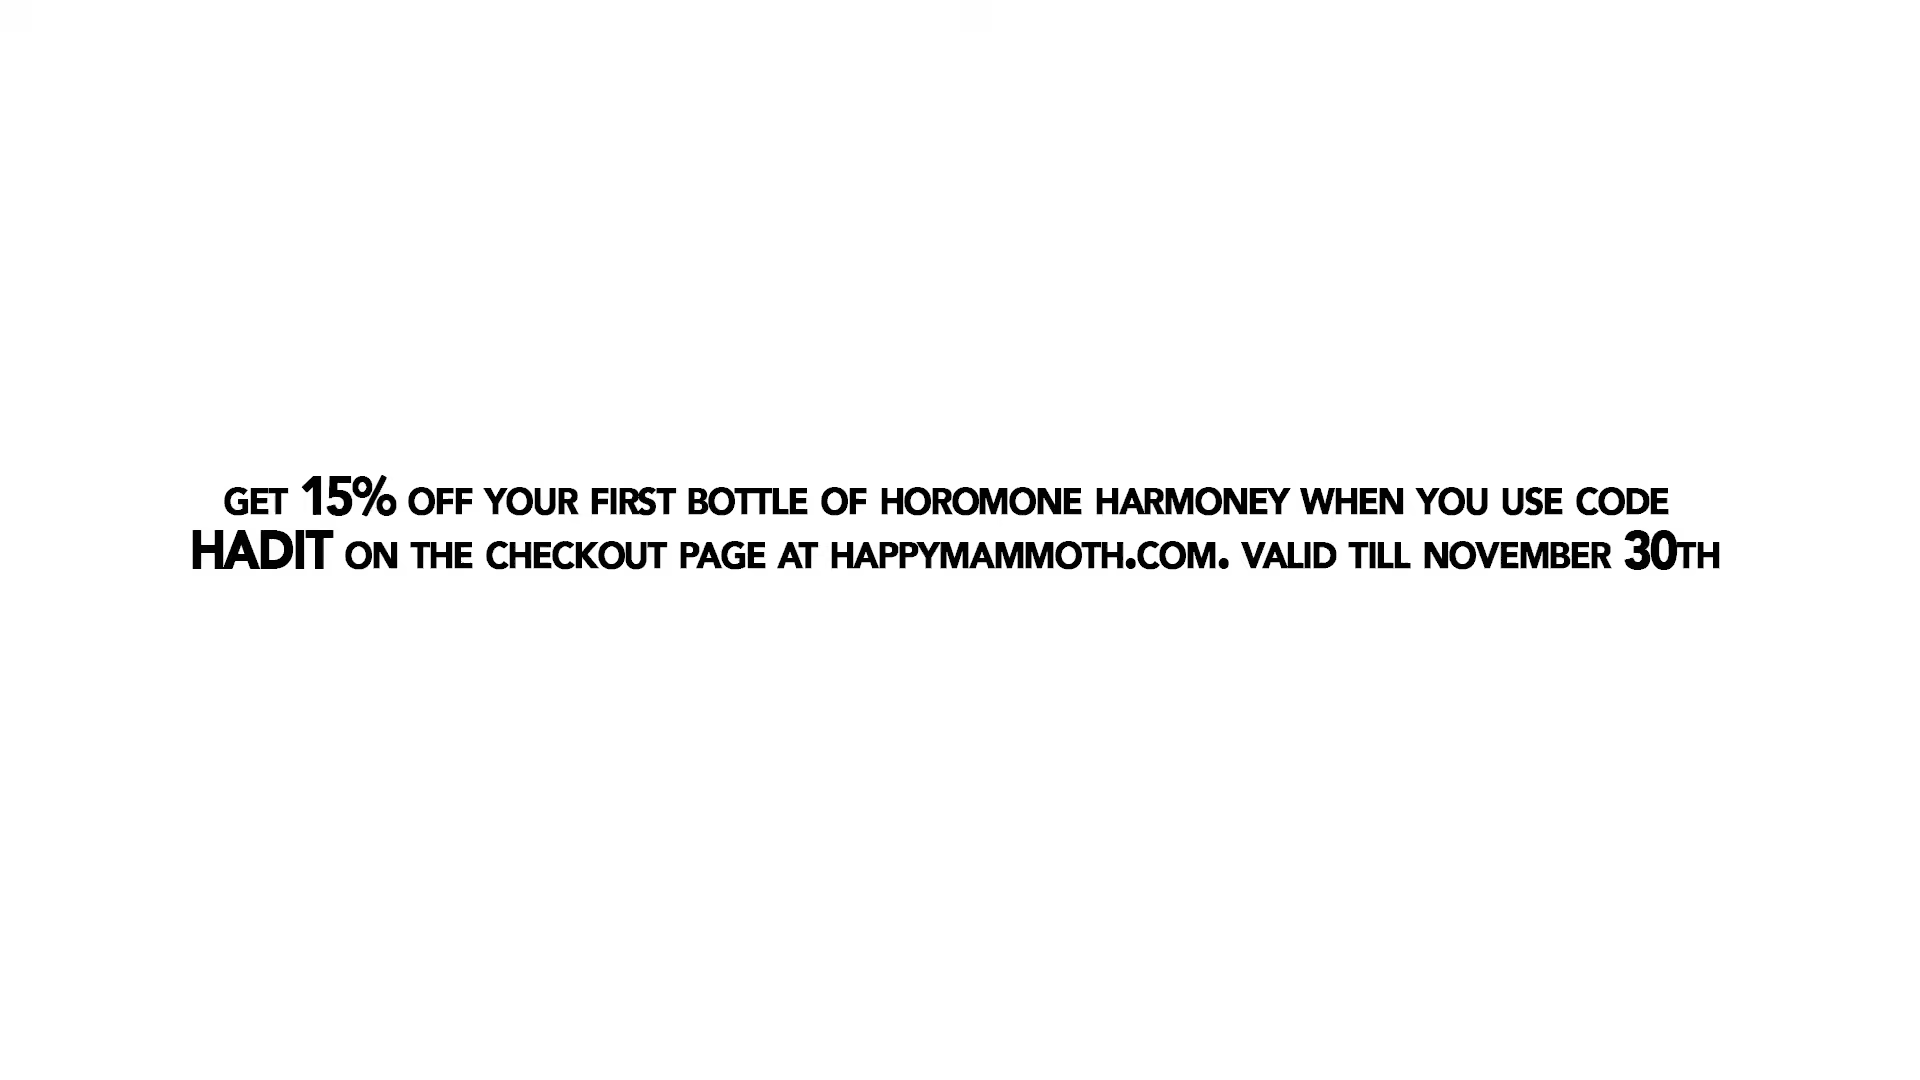 GET 15% OFF YOUR FIRST BOTTLE OF HOROMONE HARMONEY WHEN YOU USE CODE
HADIT ON THE CHECKOUT PAGE AT HAPPYMAMMOTH.COM. VALID TILL NOVEMBER 30TH